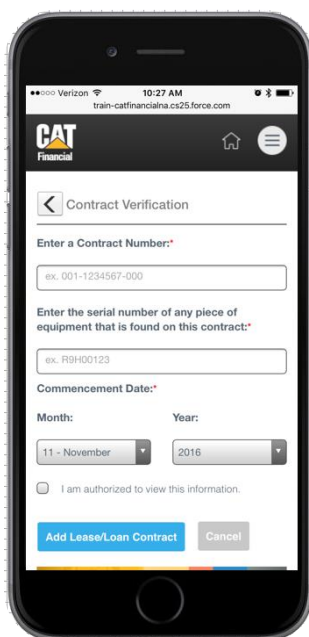 Verizon 10:27 AM
train-catfinancialna.cs25.force.com
CAT
Financial
Contract Verification
Enter a Contract Number:*
ex. 001-1234567-000
Enter the serial number of any piece of
equipment that is found on this contract:*
ex. R9H00123
Commencement Date:*
Month: Year:
11 - November 2016
I am authorized to view this information.
Add Lease/Loan Contract Cancel